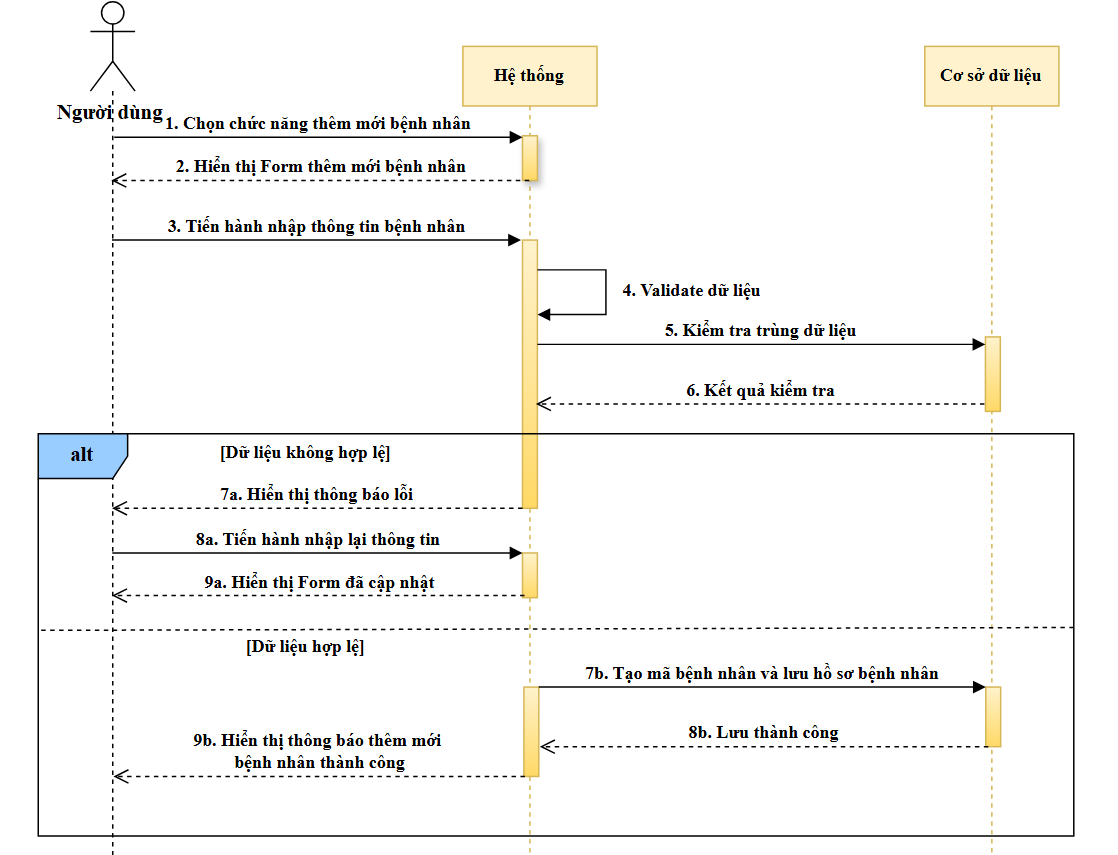 Hệ thống
Cơ sở dữ liệu
Người dùng
1. Chọn chức năng thêm mới bệnh nhân
2. Hiển thị Form thêm mới bệnh nhân
3. Tiến hành nhập thông tin bệnh nhân
4. Validate dữ liệu
5. Kiểm tra trùng dữ liệu
6. Kết quả kiểm tra
alt
[Dữ liệu không hợp lệ]
7a. Hiển thị thông báo lỗi
8a. Tiến hành nhập lại thông tin
9a. Hiển thị Form đã cập nhật
[Dữ liệu hợp lệ]
7b. Tạo mã bệnh nhân và lưu hồ sơ bệnh nhân
8b. Lưu thành công
9b. Hiển thị thông báo thêm mới
bệnh nhân thành công